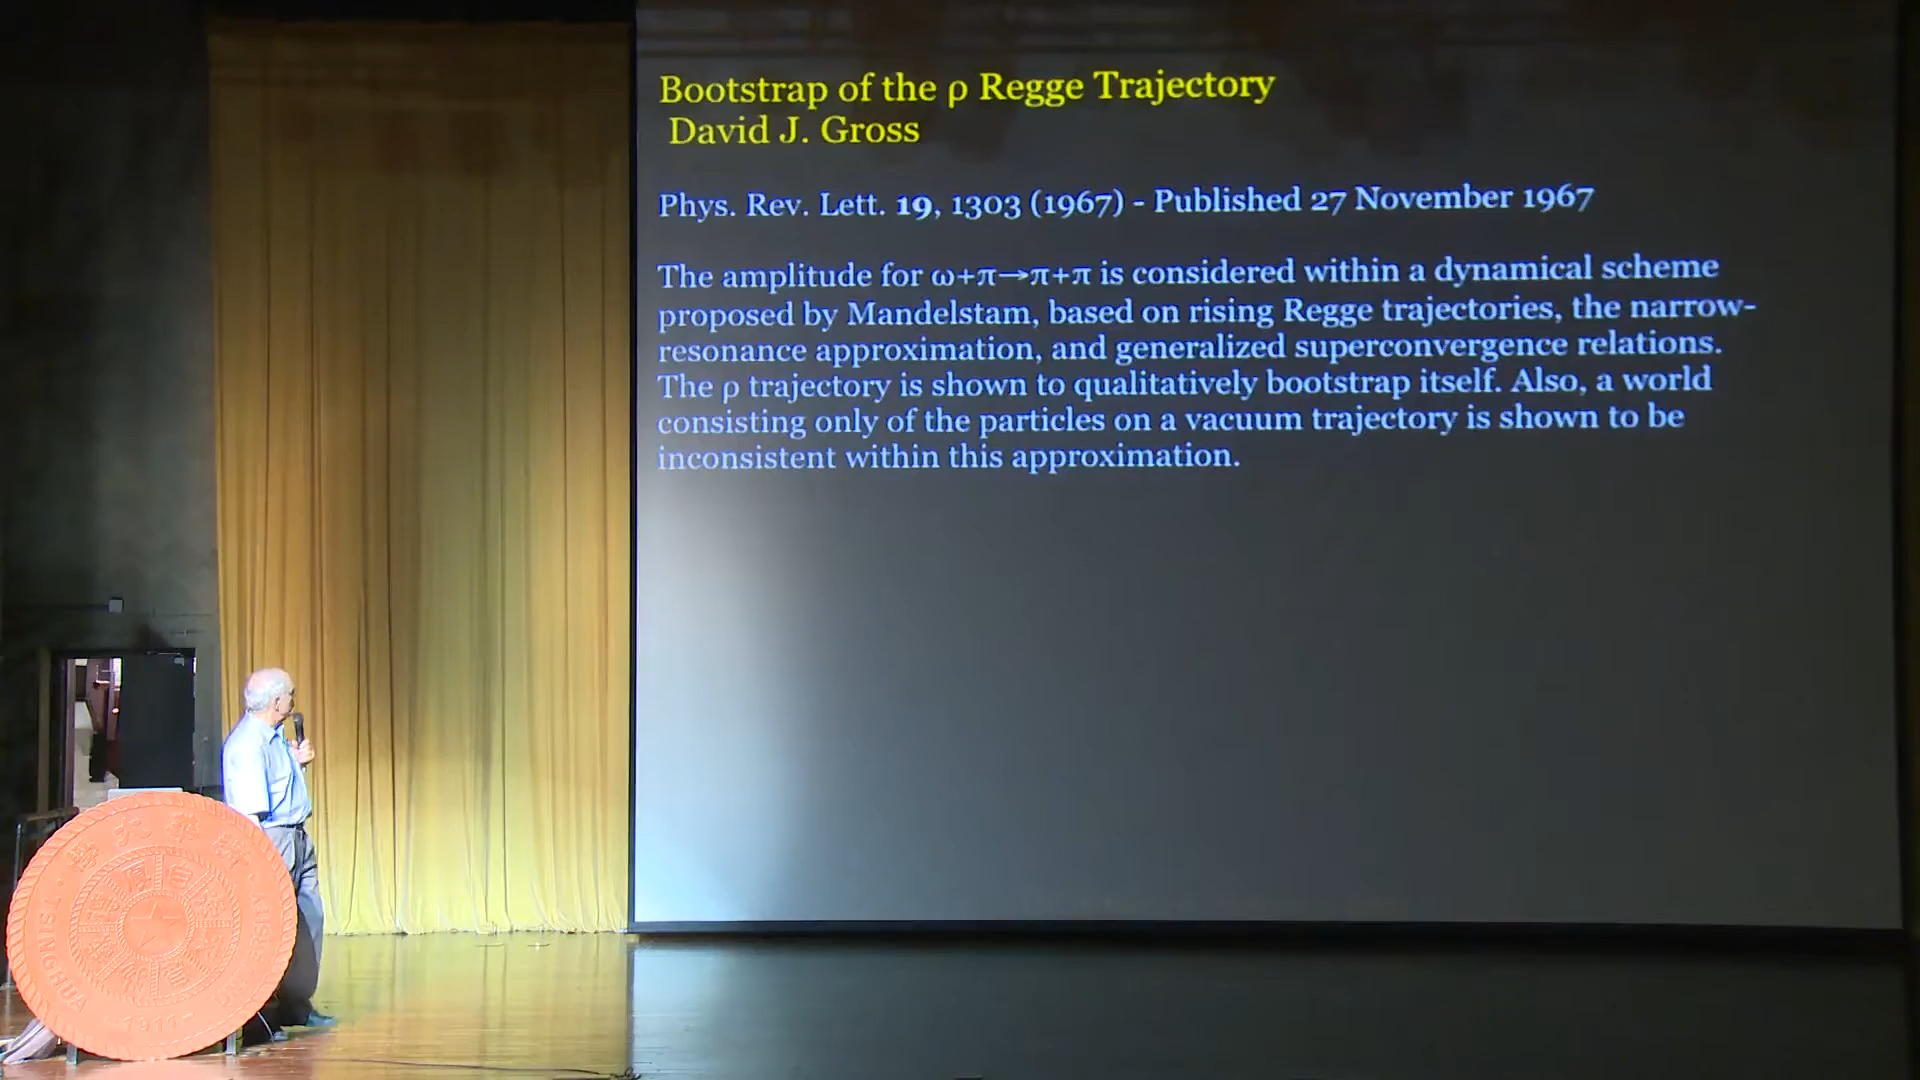 Bootstrap of the ρ Regge Trajectory
David J. Gross
Phys. Rev. Lett. 19, 1303 (1967) - Published 27 November 1967
The amplitude for ω+π→π+π is considered within a dynamical scheme
proposed by Mandelstam, based on rising Regge trajectories, the narrow-
resonance approximation, and generalized superconvergence relations.
The ρ trajectory is shown to qualitatively bootstrap itself. Also, a world
consisting only of the particles on a vacuum trajectory is shown to be
inconsistent within this approximation.
TSINGHUA UNIVERSITY
-1911-